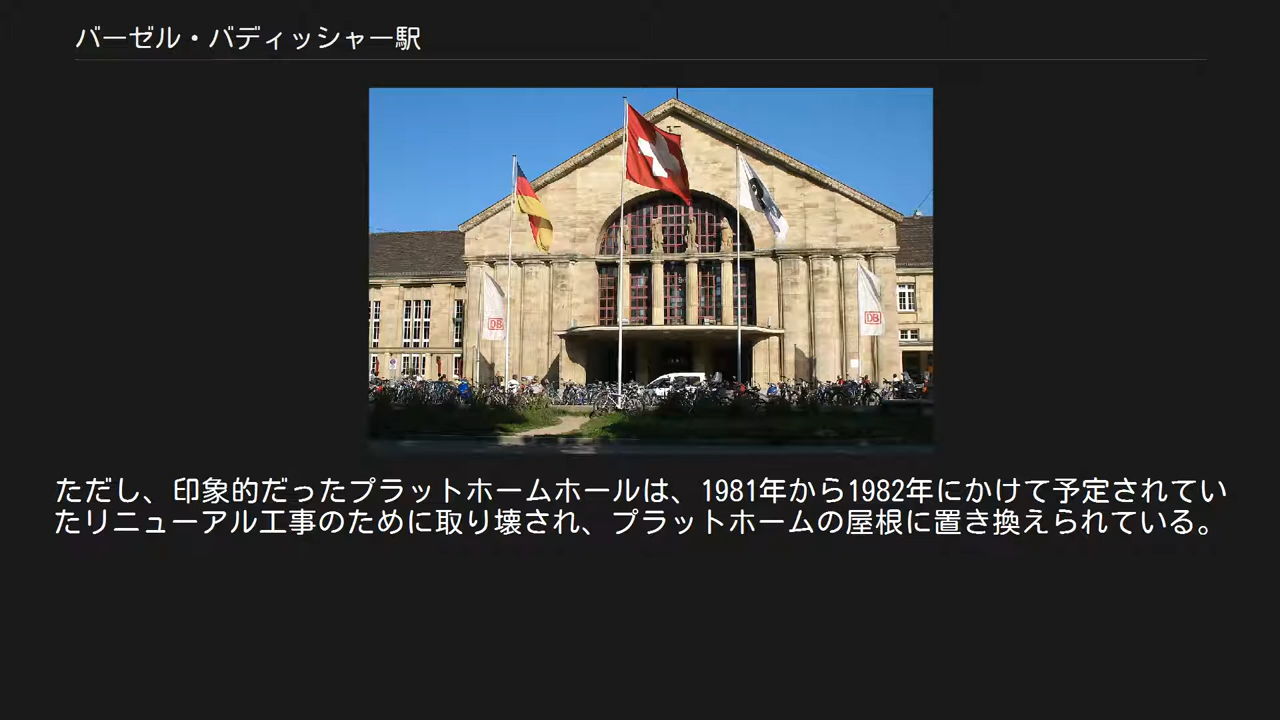 バーゼル・バディッシャー駅
DB
DB
ただし、印象的だったプラットホームホールは、1981年から1982年にかけて予定されてい
たリニューアル工事のために取り壊され、プラットホームの屋根に置き換えられている。